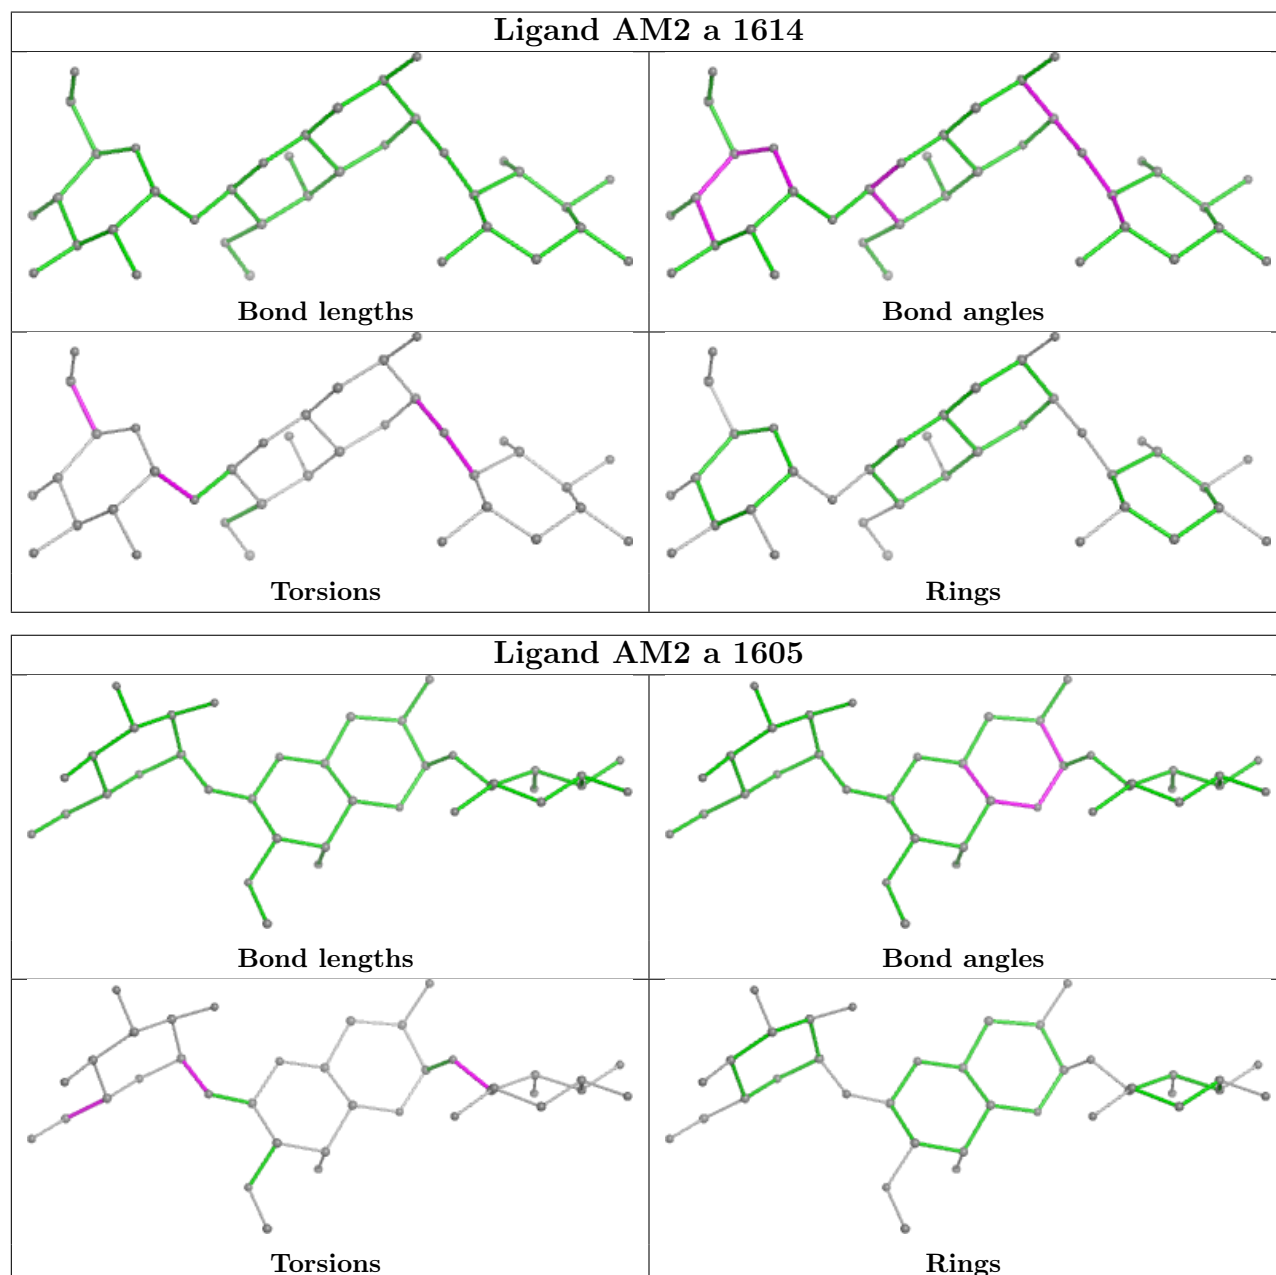 Ligand AM2 a 1614
Bond lengths
Bond angles
Torsions
Rings
Ligand AM2 a 1605
Bond lengths
Bond angles
Torsions
Rings